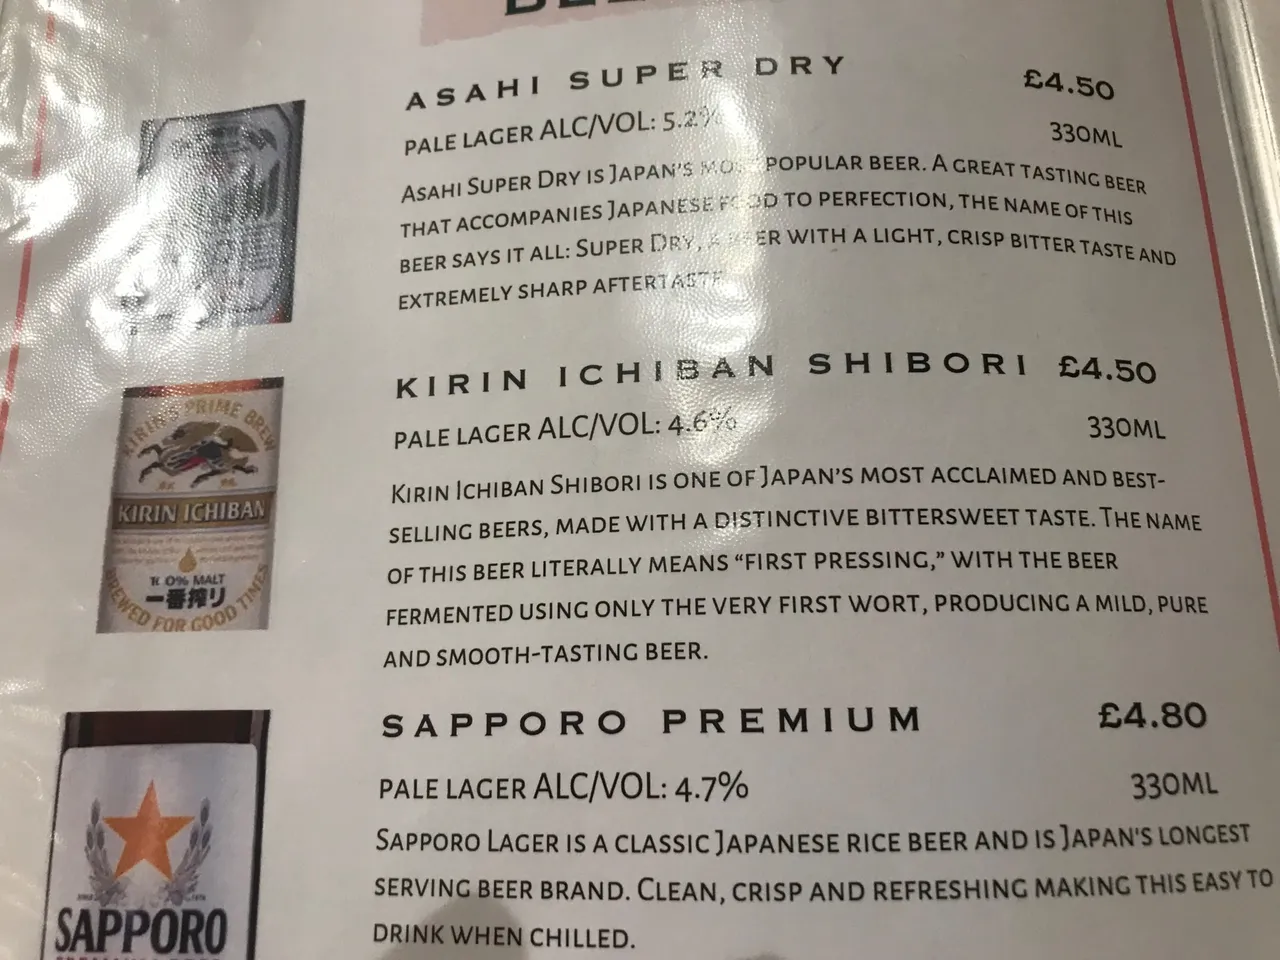 ASAHI SUPER DRY £4.50
PALE LAGER ALC/VOL: 5.2% 330ML
ASAHI SUPER DRY IS JAPAN'S MOST POPULAR BEER. A GREAT TASTING BEER
THAT ACCOMPANIES JAPANESE FOOD TO PERFECTION, THE NAME OF THIS
BEER SAYS IT ALL: SUPER DRY, A BEER WITH A LIGHT, CRISP BITTER TASTE AND
EXTREMELY SHARP AFTERTASTE
KIRIN'S PRIME BREW
KIRIN ICHIBAN
100% MALT
一番搾り
BREWED FOR GOOD TIMES
KIRIN ICHIBAN SHIBORI £4.50
PALE LAGER ALC/VOL: 4.6% 330ML
KIRIN ICHIBAN SHIBORI IS ONE OF JAPAN'S MOST ACCLAIMED AND BEST-
SELLING BEERS, MADE WITH A DISTINCTIVE BITTERSWEET TASTE. THE NAME
OF THIS BEER LITERALLY MEANS “FIRST PRESSING,” WITH THE BEER
FERMENTED USING ONLY THE VERY FIRST WORT, PRODUCING A MILD, PURE
AND SMOOTH-TASTING BEER.
SAPPORO
SAPPORO PREMIUM £4.80
PALE LAGER ALC/VOL: 4.7% 330ML
SAPPORO LAGER IS A CLASSIC JAPANESE RICE BEER AND IS JAPAN'S LONGEST
SERVING BEER BRAND. CLEAN, CRISP AND REFRESHING MAKING THIS EASY TO
DRINK WHEN CHILLED.